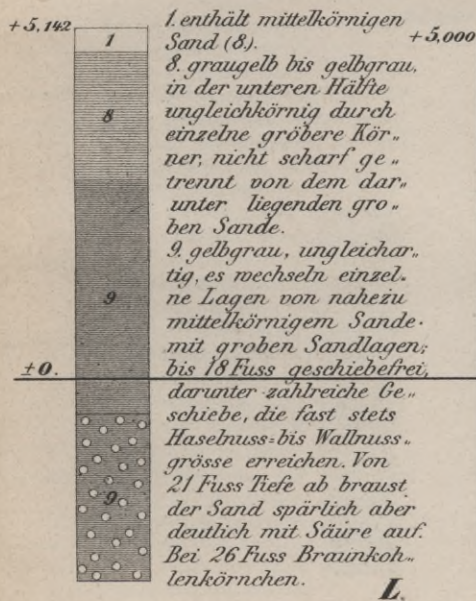 +5,142
1
8
9
±0.
9
1. enthält mittelkörnigen
Sand (8.).
8. graugelb bis gelbgrau,
in der unteren Hälfte
ungleichkörnig durch
einzelne gröbere Kör„
ner, nicht scharf ge„
trennt von dem dar„
unter liegenden gro„
ben Sande.
9. gelbgrau, ungleichar„
tig, es wechseln einzel„
ne Lagen von nahezu
mittelkörnigem Sande
mit groben Sandlagen;
bis 18 Fuss geschiebefrei,
darunter zahlreiche Ge„
schiebe, die fast stets
Haselnuss= bis Wallnuss„
grösse erreichen. Von
21 Fuss Tiefe ab braust
der Sand spärlich aber
deutlich mit Säure auf.
Bei 26 Fuss Braunkoh„
lenkörnchen.
+5,000
L.